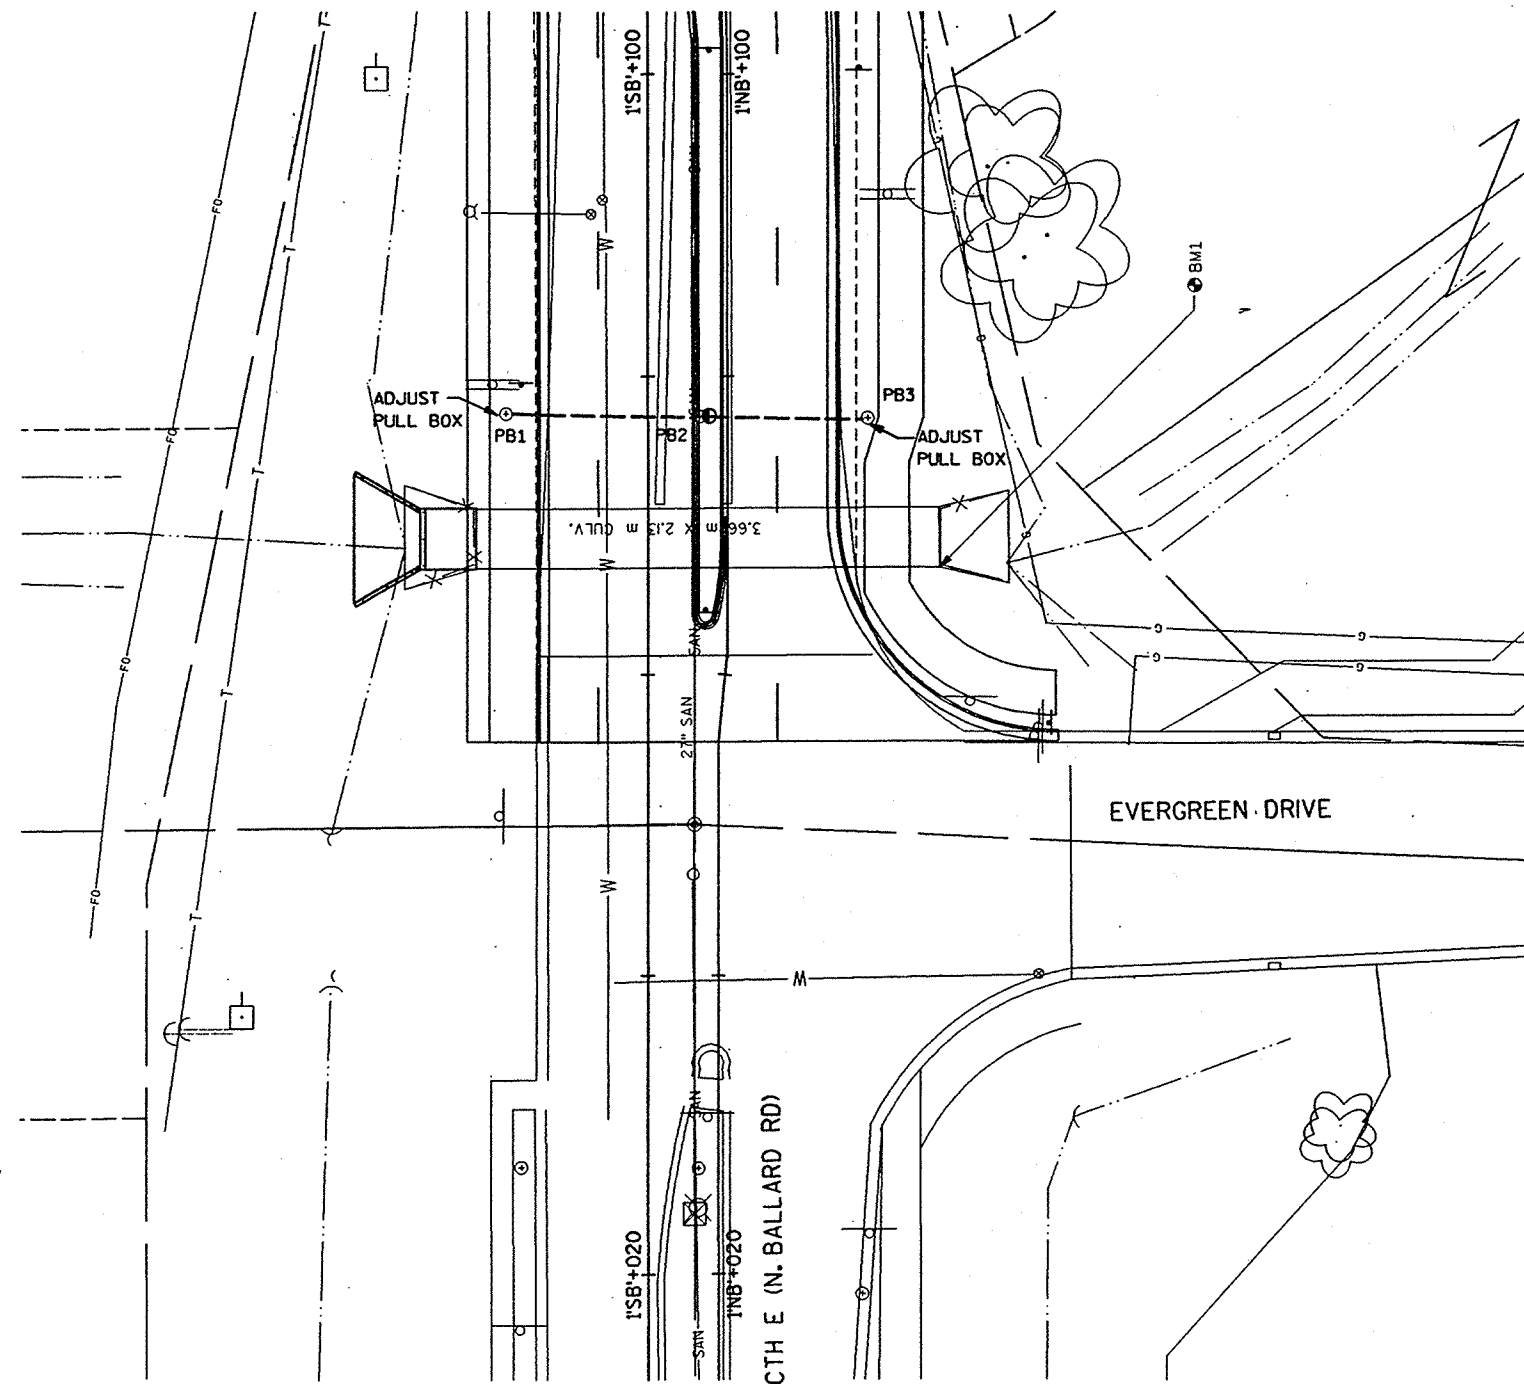 T
1'SB'+100
1'NB'+100
FO
T
W
SAN
G
BM1
G
SAN
ADJUST
PULL BOX
PB1
PB2
PB3
ADJUST
PULL BOX
FO
T
3.66 m X 2.13 m CULV.
W
G
SAN
G
G
G
G
FO
T
27" SAN
EVERGREEN DRIVE
W
FO
T
W
SAN
CTH E (N. BALLARD RD)
1'SB'+020
1'NB'+020
SAN